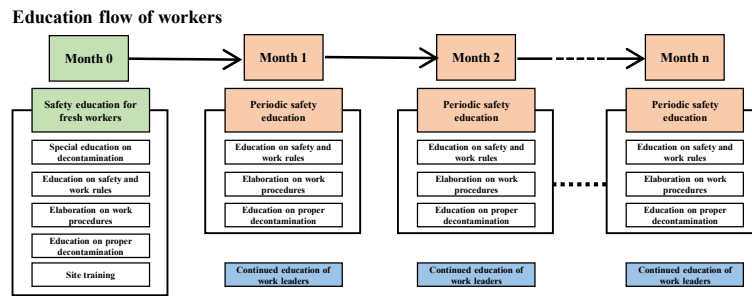 Education flow of workers
Month 0
Month 1
Month 2
Month n
Safety education for
fresh workers
Special education on
decontamination
Education on safety and
work rules
Elaboration on work
procedures
Education on proper
decontamination
Site training
Periodic safety
education
Education on safety and
work rules
Elaboration on work
procedures
Education on proper
decontamination
Continued education of
work leaders
Periodic safety
education
Education on safety and
work rules
Elaboration on work
procedures
Education on proper
decontamination
Continued education of
work leaders
Periodic safety
education
Education on safety and
work rules
Elaboration on work
procedures
Education on proper
decontamination
Continued education of
work leaders